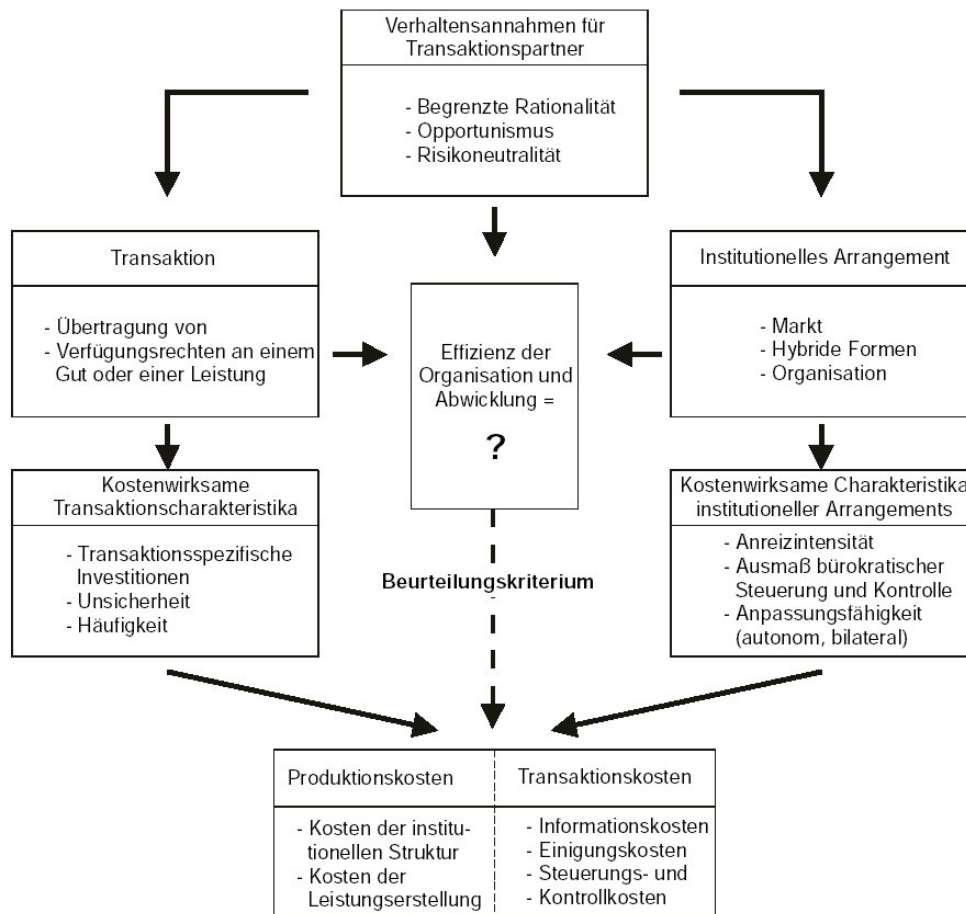 Verhaltensannahmen für
Transaktionspartner
- Begrenzte Rationalität
- Opportunismus
- Risikoneutralität
Transaktion
- Übertragung von
- Verfügungsrechten an einem
Gut oder einer Leistung
Effizienz der
Organisation und
Abwicklung =
?
Institutionelles Arrangement
- Markt
- Hybride Formen
- Organisation
Kostenwirksame
Transaktionscharakteristika
- Transaktionsspezifische
Investitionen
- Unsicherheit
- Häufigkeit
Beurteilungskriterium
Kostenwirksame Charakteristika
institutioneller Arrangements
- Anreizintensität
- Ausmaß bürokratischer
Steuerung und Kontrolle
- Anpassungsfähigkeit
(autonom, bilateral)
Produktionskosten
- Kosten der institu-
tionellen Struktur
- Kosten der
Leistungserstellung
Transaktionskosten
- Informationskosten
- Einigungskosten
- Steuerungs- und
- Kontrollkosten